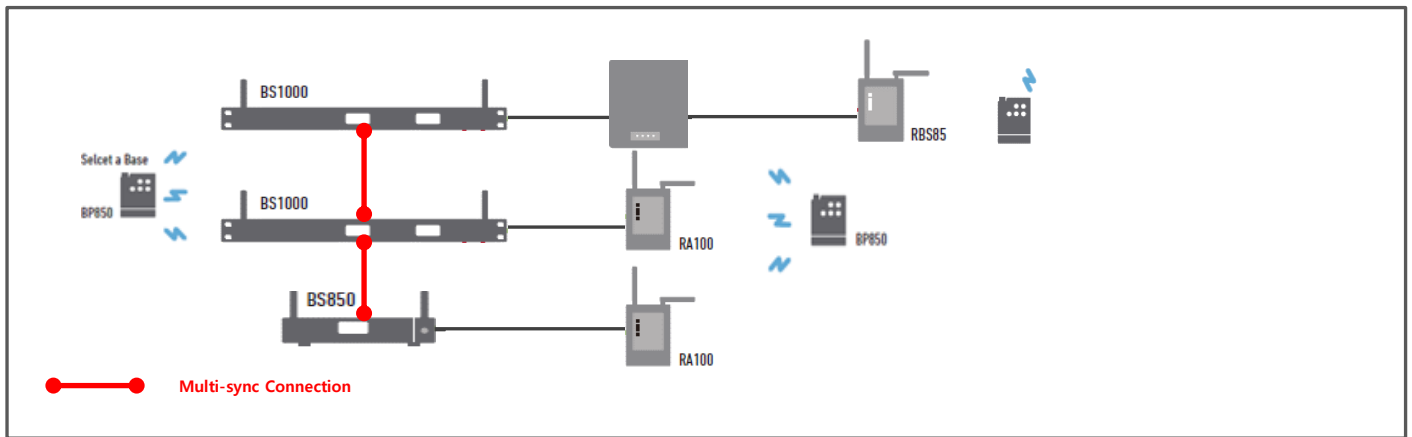 BS1000
RBS85
Selcet a Base
BP850
BS1000
RA100
BP850
BS850
RA100
Multi-sync Connection